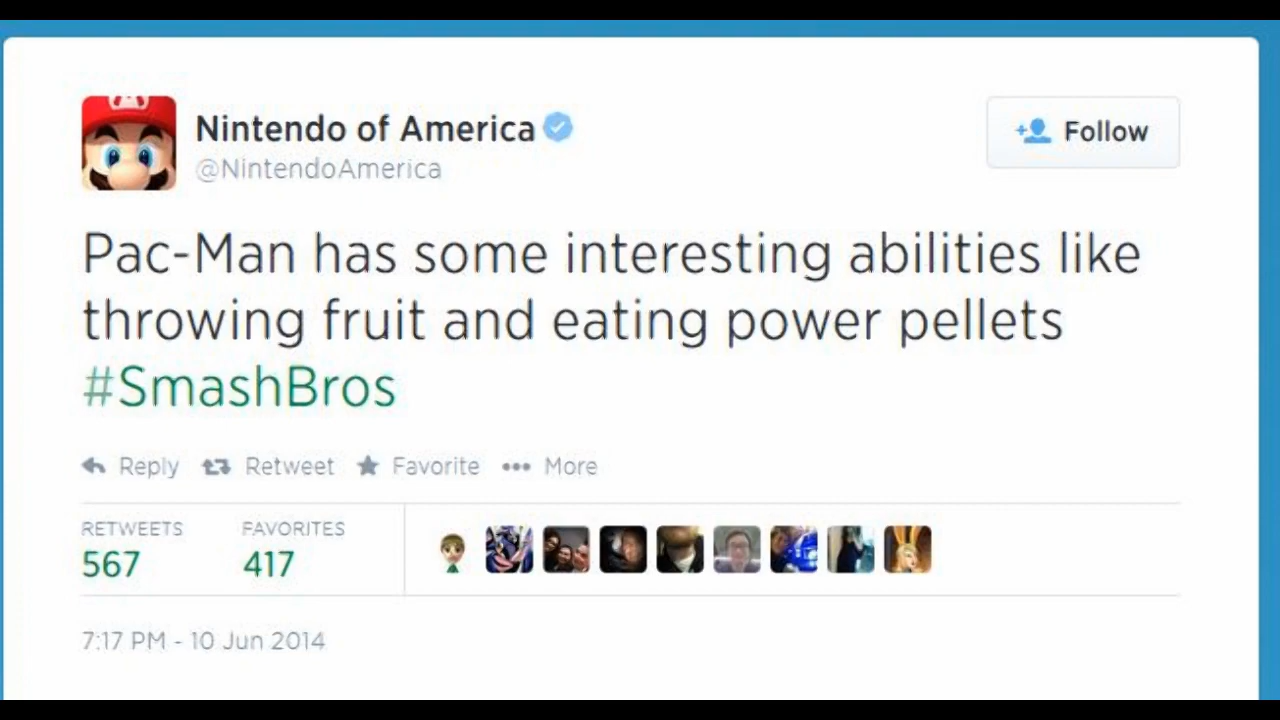 Nintendo of America
@NintendoAmerica
Follow
Pac-Man has some interesting abilities like
throwing fruit and eating power pellets
#SmashBros
Reply Retweet Favorite More
RETWEETS FAVORITES
567 417
7:17 PM - 10 Jun 2014